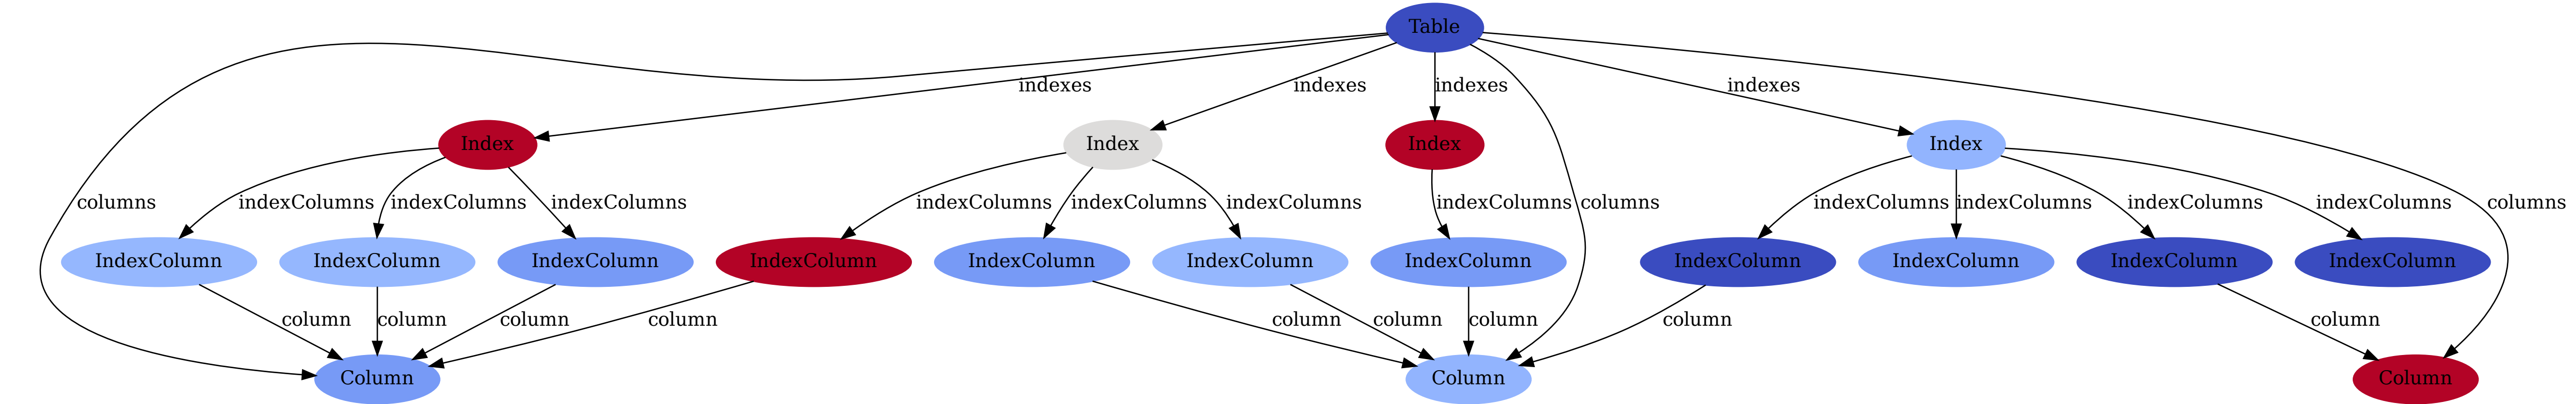 Table
indexes indexes indexes indexes
Index Index Index Index
columns indexColumns indexColumns indexColumns indexColumns indexColumns indexColumns indexColumns columns indexColumns indexColumns indexColumns indexColumns columns
IndexColumn IndexColumn IndexColumn IndexColumn IndexColumn IndexColumn IndexColumn IndexColumn IndexColumn IndexColumn IndexColumn
column column column column column column column column column
Column Column Column